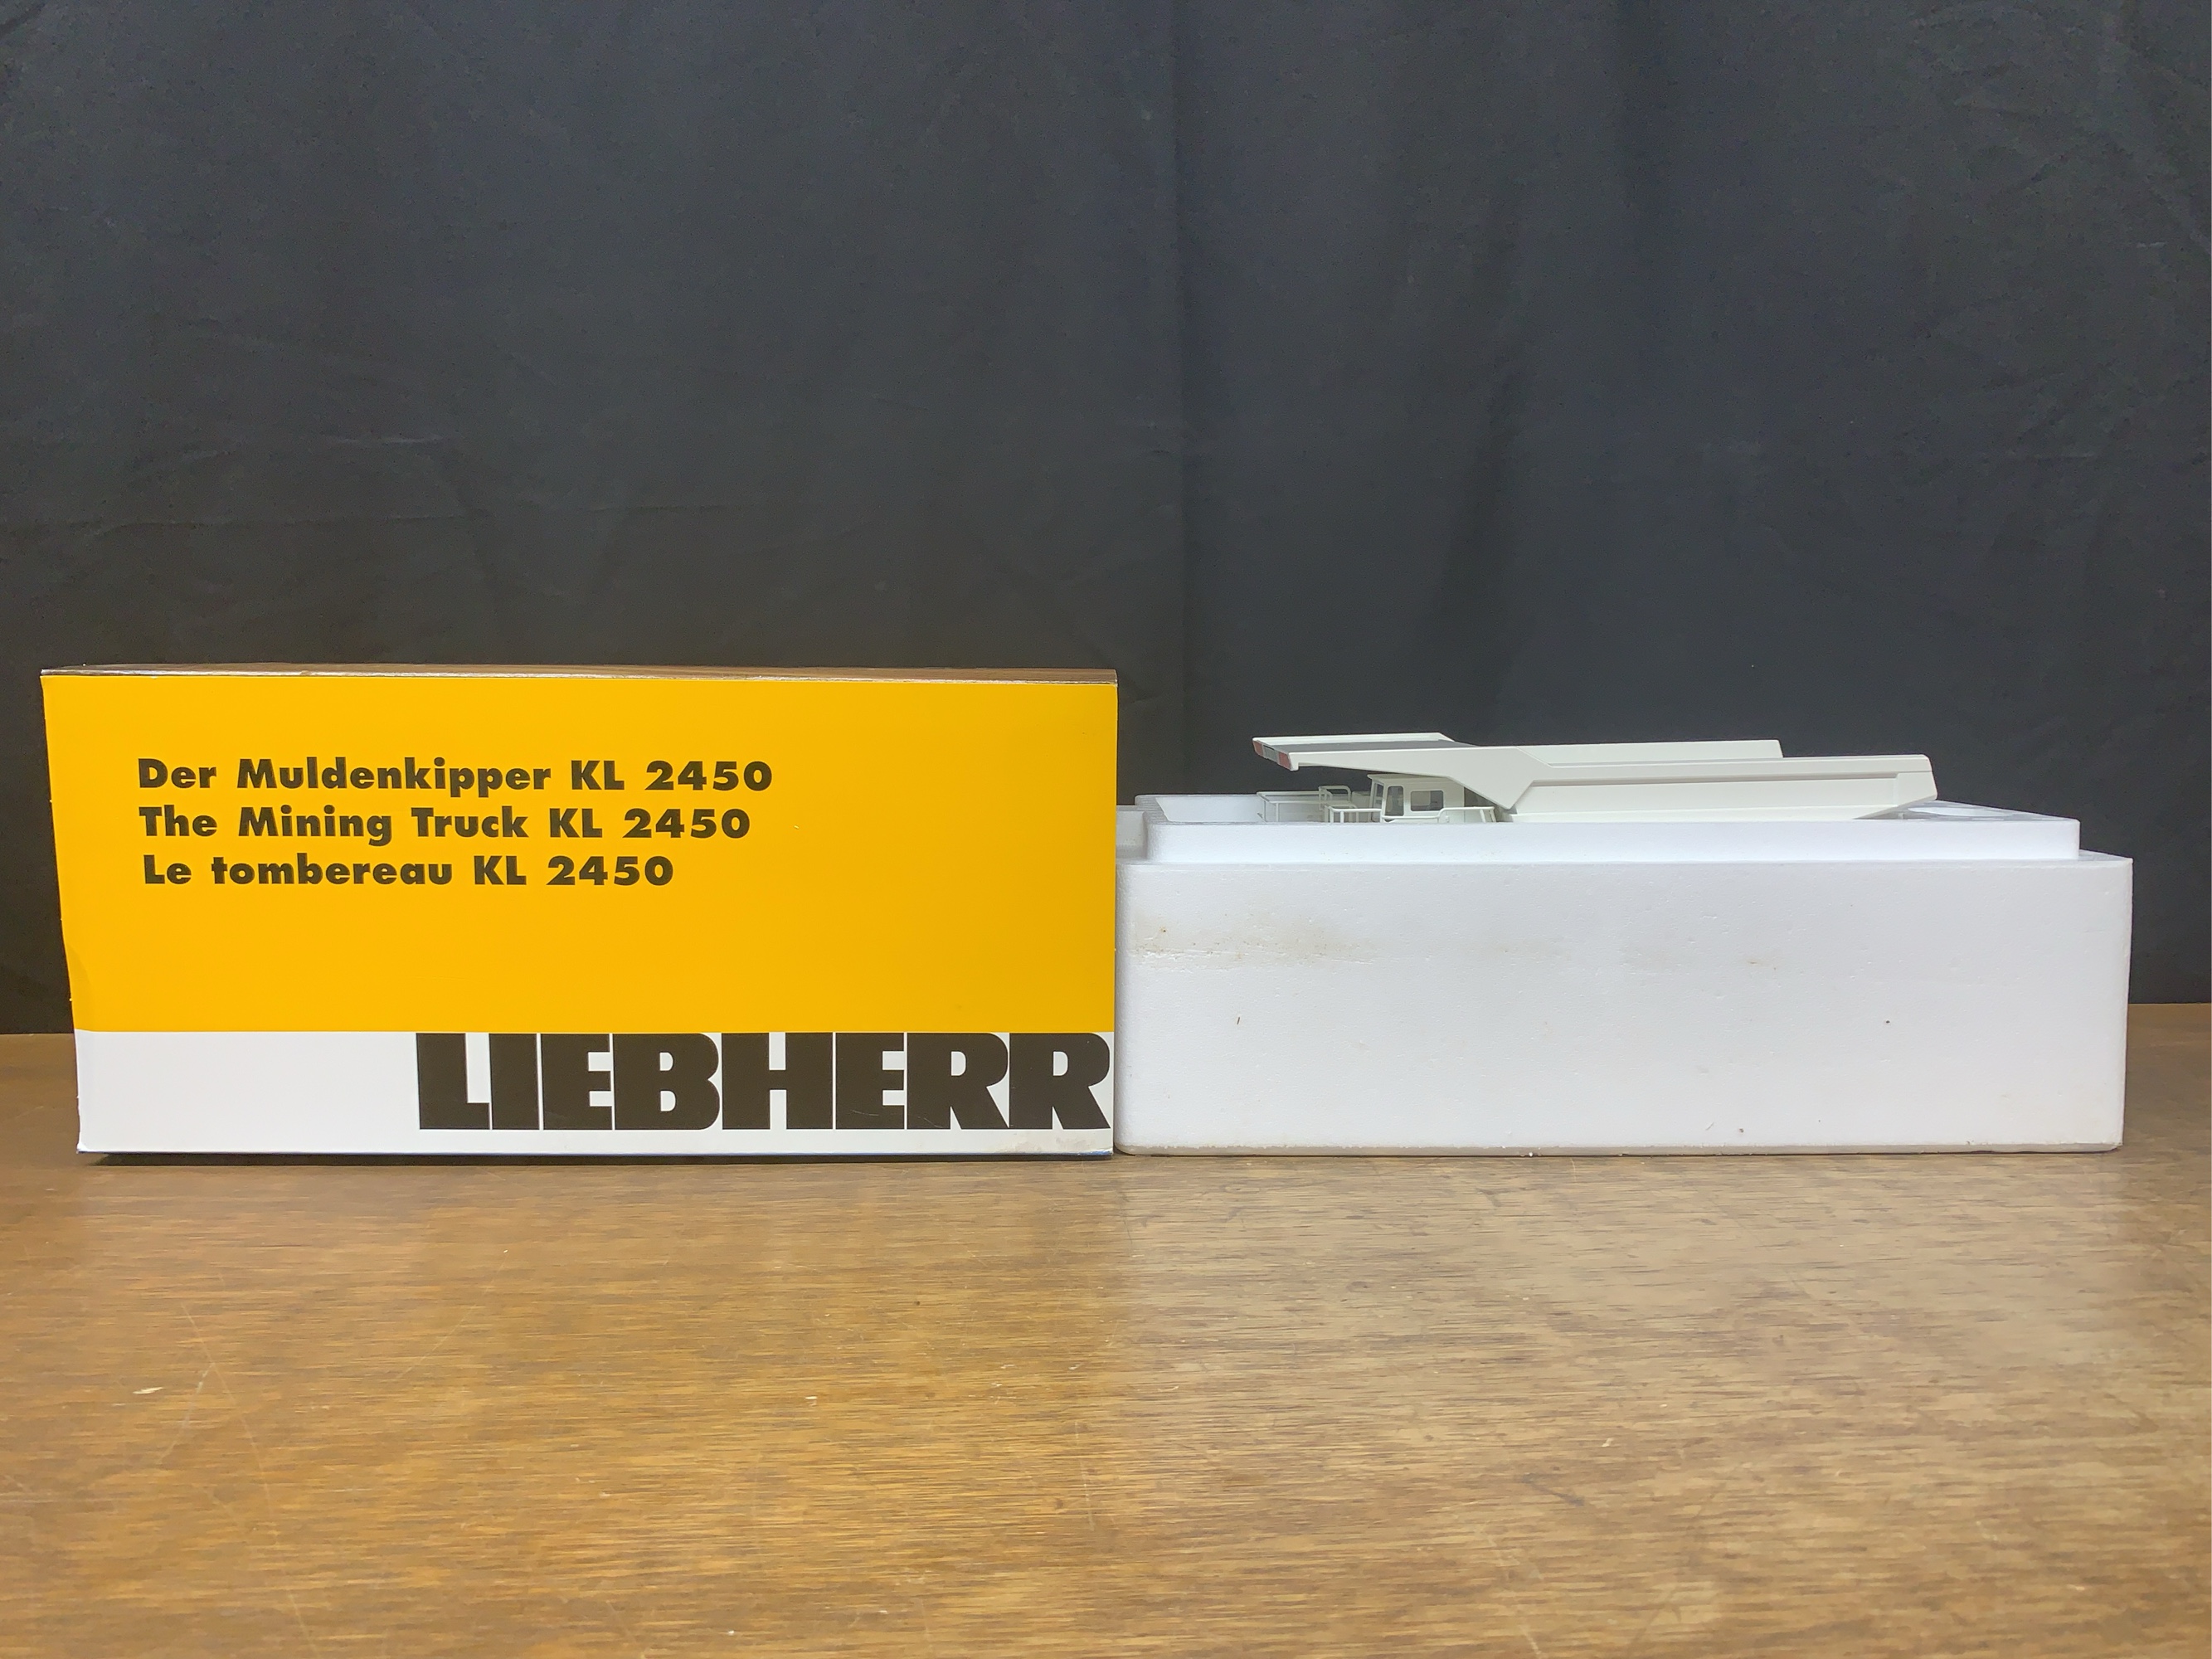 Der Muldenkipper KL 2450
The Mining Truck KL 2450
Le tombereau KL 2450
LIEBHERR